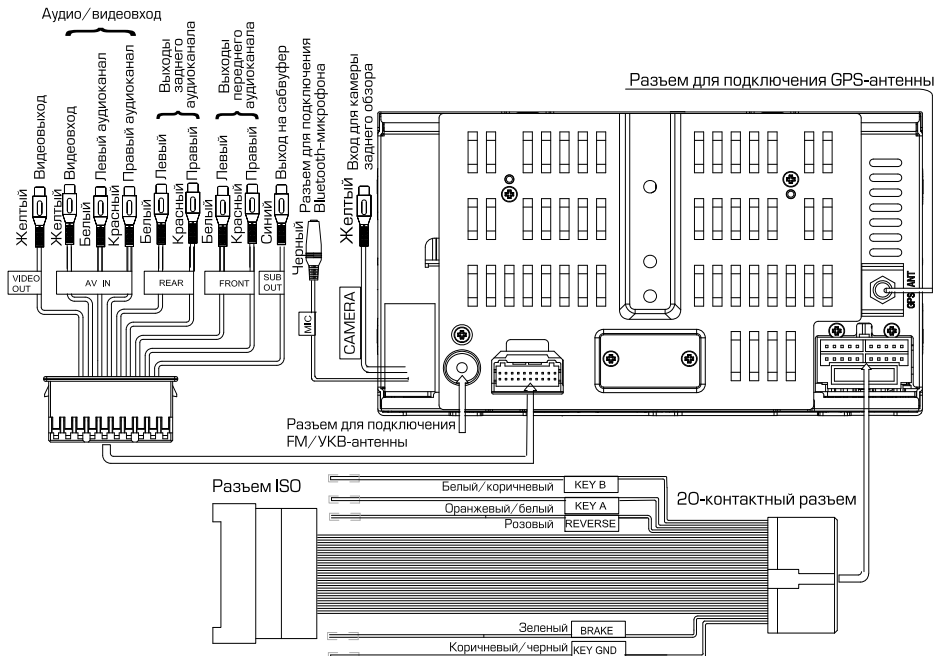 Аудио/видеовход
Видеовыход
Видеовход
Левый аудиоканал
Правый аудиоканал
Выходы
заднего
аудиоканала
Левый
Правый
Выходы
переднего
аудиоканала
Левый
Правый
Выход на сабвуфер
Разъем для подключения
Bluetooth-микрофона
Вход для камеры
заднего обзора
Разъем для подключения GPS-антенны
Желтый
Желтый
Белый
Красный
Белый
Красный
Белый
Красный
Синий
Черный
Желтый
VIDEO
OUT
AV IN
REAR
FRONT
SUB
OUT
MIC
CAMERA
GPS ANT
Разъем для подключения
FM/УКВ-антенны
Разъем ISO
Белый/коричневый KEY B
Оранжевый/белый KEY A
Розовый REVERSE
20-контактный разъем
Зеленый BRAKE
Коричневый/черный KEY GND